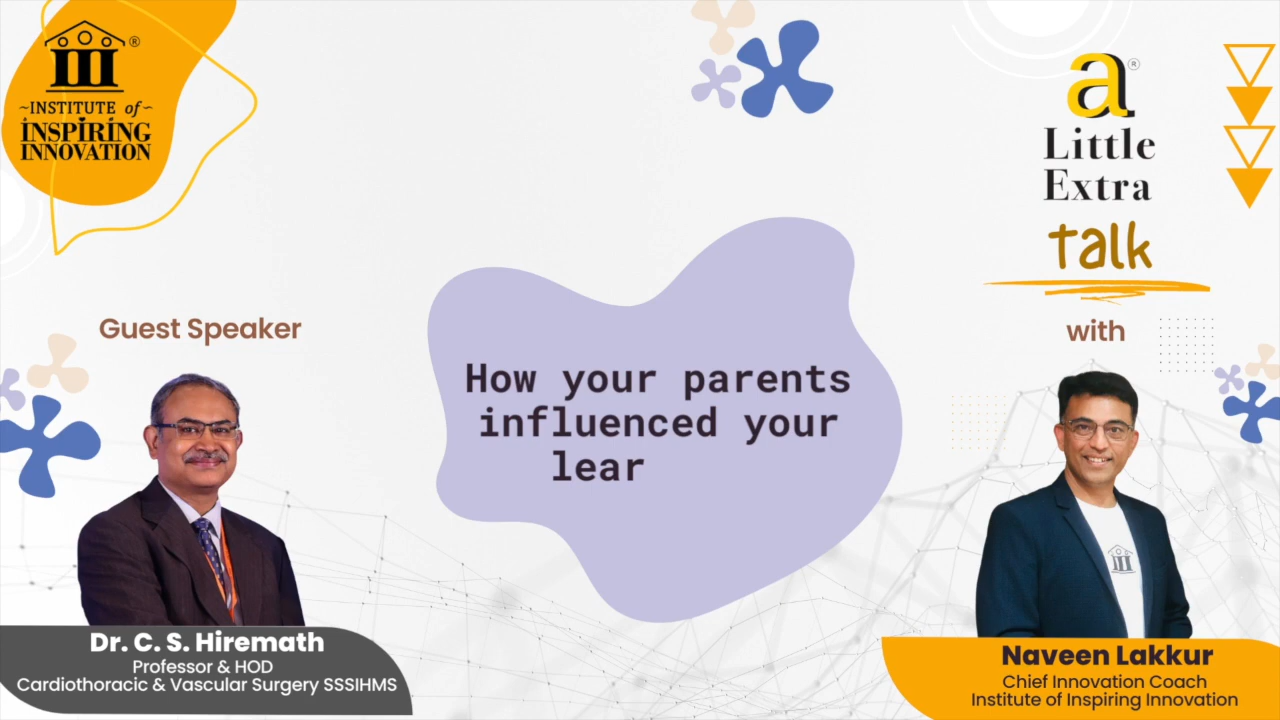 ®
~INSTITUTE of~
INSPIRING
INNOVATION
a®
Little
Extra
talk
with
Guest Speaker
How your parents
influenced your
lear
Dr. C. S. Hiremath
Professor & HOD
Cardiothoracic & Vascular Surgery SSSIHMS
Naveen Lakkur
Chief Innovation Coach
Institute of Inspiring Innovation